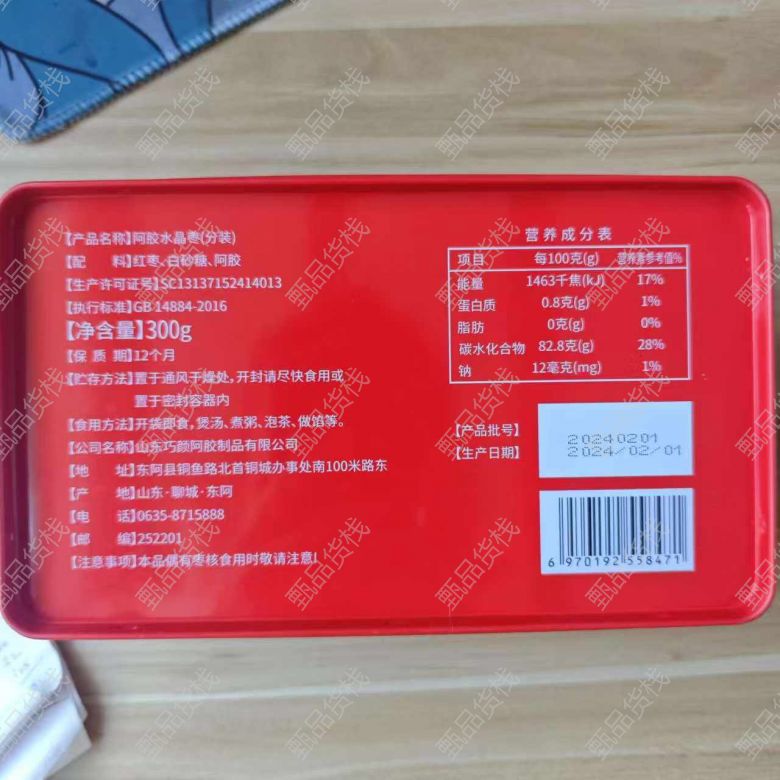 【产品名称】阿胶水晶枣(分装)
【配 料】红枣、白砂糖、阿胶
【生产许可证号】SC13137152414013
【执行标准】GB 14884-2016
【净含量】300g
【保 质 期】12个月
【贮存方法】置于通风干燥处,开封请尽快食用或
置于密封容器内
【食用方法】开袋即食,煲汤、煮粥、泡茶、做馅等。
【公司名称】山东巧颜阿胶制品有限公司
【地 址】东阿县铜鱼路北首铜城办事处南100米路东
【产 地】山东·聊城·东阿
【电 话】0635-8715888
【邮 编】252201
【注意事项】本品偶有枣核食用时敬请注意!
营养成分表
项目 每100克(g) 营养素参考值%
能量 1463千焦(kJ) 17%
蛋白质 0.8克(g) 1%
脂肪 0克(g) 0%
碳水化合物 82.8克(g) 28%
钠 12毫克(mg) 1%
【产品批号】 20240201
【生产日期】 2024/02/01
6 970192 558471
甄品货栈